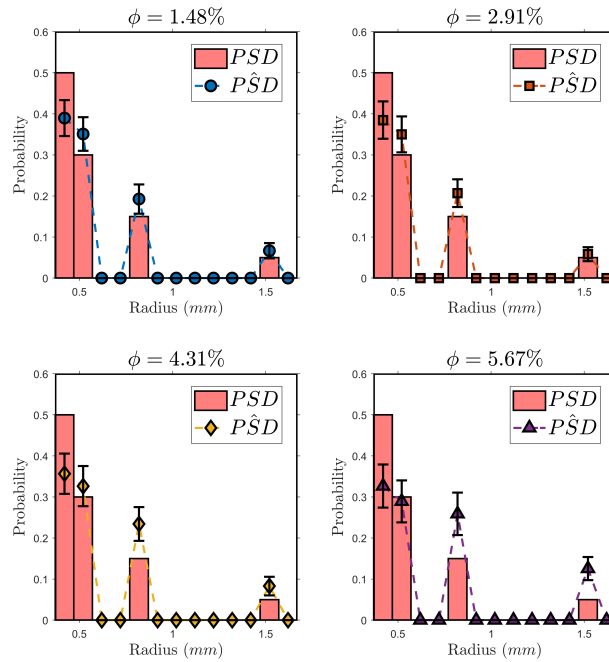 ϕ = 1.48%
0.6
0.5
0.4
0.3
0.2
0.1
0
Probability
PSD
PŜD
0.5 1 1.5
Radius (mm)
ϕ = 2.91%
0.6
0.5
0.4
0.3
0.2
0.1
0
Probability
PSD
PŜD
0.5 1 1.5
Radius (mm)
ϕ = 4.31%
0.6
0.5
0.4
0.3
0.2
0.1
0
Probability
PSD
PŜD
0.5 1 1.5
Radius (mm)
ϕ = 5.67%
0.6
0.5
0.4
0.3
0.2
0.1
0
Probability
PSD
PŜD
0.5 1 1.5
Radius (mm)